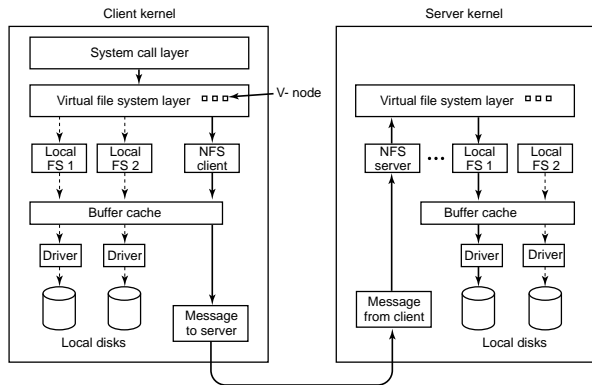 Client kernel
Server kernel
System call layer
Virtual file system layer
V- node
Virtual file system layer
Local
FS 1
Local
FS 2
NFS
client
NFS
server
Local
FS 1
Local
FS 2
Buffer cache
Buffer cache
Driver
Driver
Driver
Driver
Message
to server
Message
from client
Local disks
Local disks